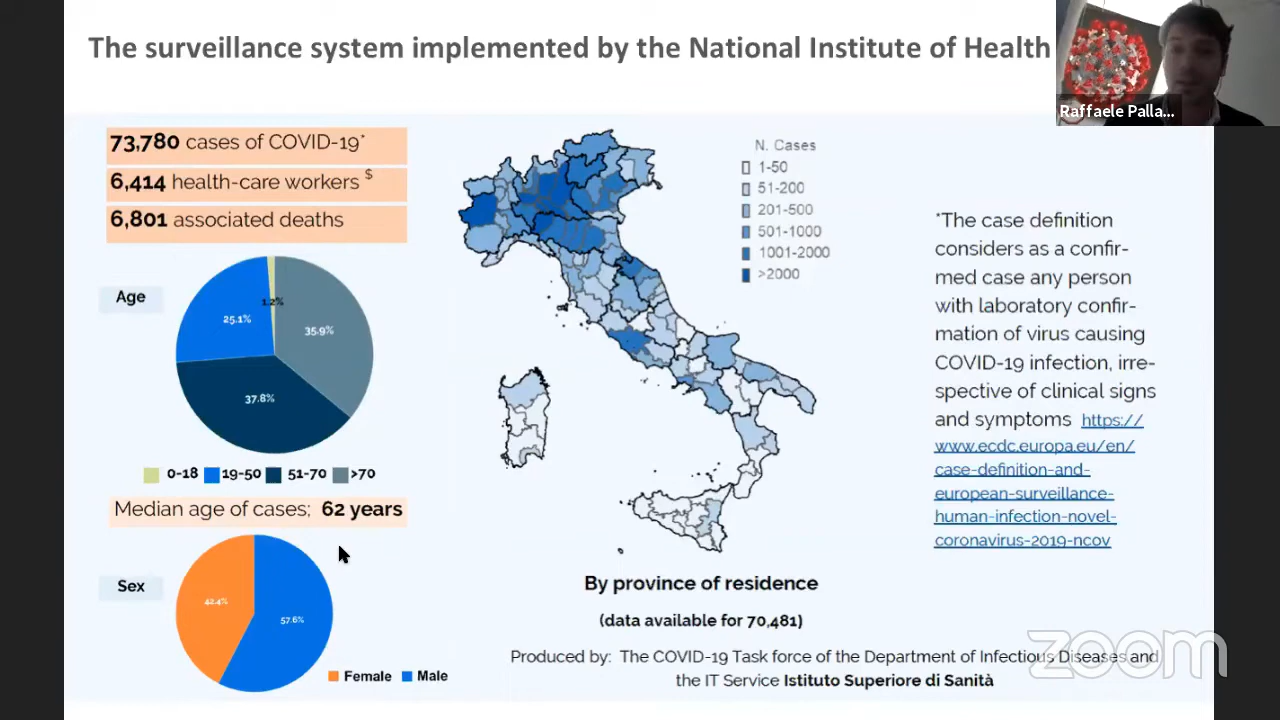 The surveillance system implemented by the National Institute of Health
Raffaele Palla...
73,780 cases of COVID-19*
6,414 health-care workers $
6,801 associated deaths
Age
1.2%
25.1%
35.9%
37.8%
0-18 19-50 51-70 >70
Median age of cases; 62 years
Sex
42.4%
57.6%
Female Male
N. Cases
1-50
51-200
201-500
501-1000
1001-2000
>2000
By province of residence
(data available for 70,481)
Produced by: The COVID-19 Task force of the Department of Infectious Diseases and
the IT Service Istituto Superiore di Sanità
*The case definition
considers as a confir-
med case any person
with laboratory confir-
mation of virus causing
COVID-19 infection, irre-
spective of clinical signs
and symptoms https://
www.ecdc.europa.eu/en/
case-definition-and-
european-surveillance-
human-infection-novel-
coronavirus-2019-ncov
zoom